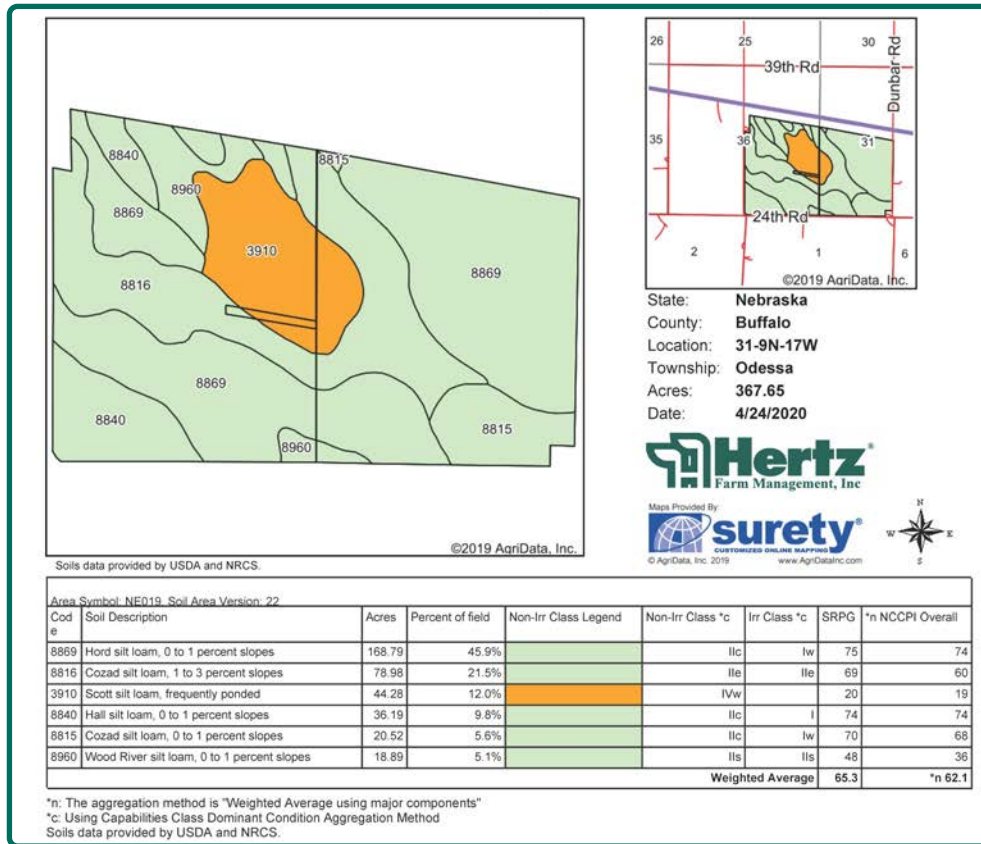 8840
8815
8960
8869
3910
8869
8816
8869
8840
8815
8960
©2019 AgriData, Inc.
Soils data provided by USDA and NRCS.
26
25
30
39th Rd
Dunbar Rd
35
36
31
24th Rd
2
1
6
©2019 AgriData, Inc.
State: Nebraska
County: Buffalo
Location: 31-9N-17W
Township: Odessa
Acres: 367.65
Date: 4/24/2020
Hertz®
Farm Management, Inc
Maps Provided By:
surety®
CUSTOMIZED ONLINE MAPPING
© AgriData, Inc. 2019 www.AgriDataInc.com
N
W E
S
Area Symbol: NE019, Soil Area Version: 22
Code Soil Description Acres Percent of field Non-Irr Class Legend Non-Irr Class *c Irr Class *c SRPG *n NCCPI Overall
8869 Hord silt loam, 0 to 1 percent slopes 168.79 45.9% IIc Iw 75 74
8816 Cozad silt loam, 1 to 3 percent slopes 78.98 21.5% IIe IIe 69 60
3910 Scott silt loam, frequently ponded 44.28 12.0% IVw 20 19
8840 Hall silt loam, 0 to 1 percent slopes 36.19 9.8% IIc I 74 74
8815 Cozad silt loam, 0 to 1 percent slopes 20.52 5.6% IIc Iw 70 68
8960 Wood River silt loam, 0 to 1 percent slopes 18.89 5.1% IIs IIs 48 36
Weighted Average 65.3 *n 62.1
*n: The aggregation method is "Weighted Average using major components"
*c: Using Capabilities Class Dominant Condition Aggregation Method
Soils data provided by USDA and NRCS.